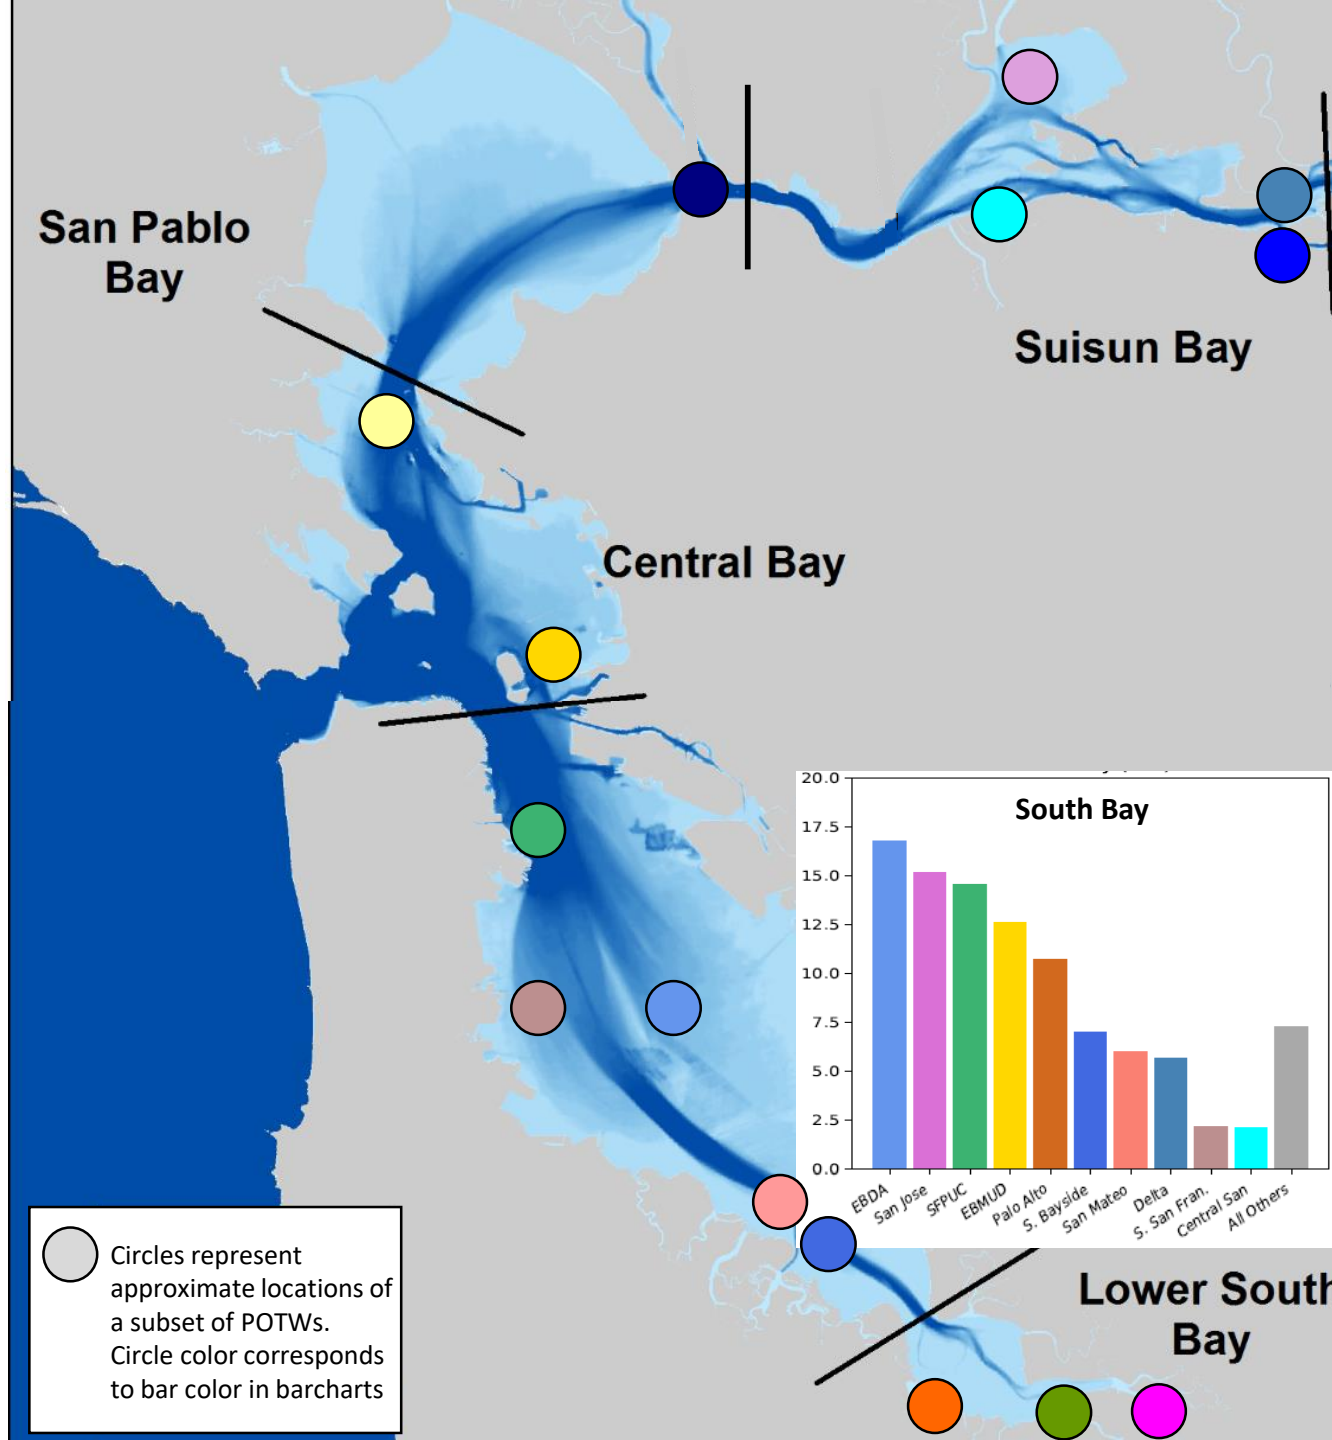 San Pablo
Bay
Suisun Bay
Central Bay
South Bay
20.0
17.5
15.0
12.5
10.0
7.5
5.0
2.5
0.0
EBDA
San Jose
SFPUC
EBMUD
Palo Alto
S. Bayside
San Mateo
Delta
S. San Fran.
Central San
All Others
Circles represent
approximate locations of
a subset of POTWs.
Circle color corresponds
to bar color in barcharts
Lower South
Bay